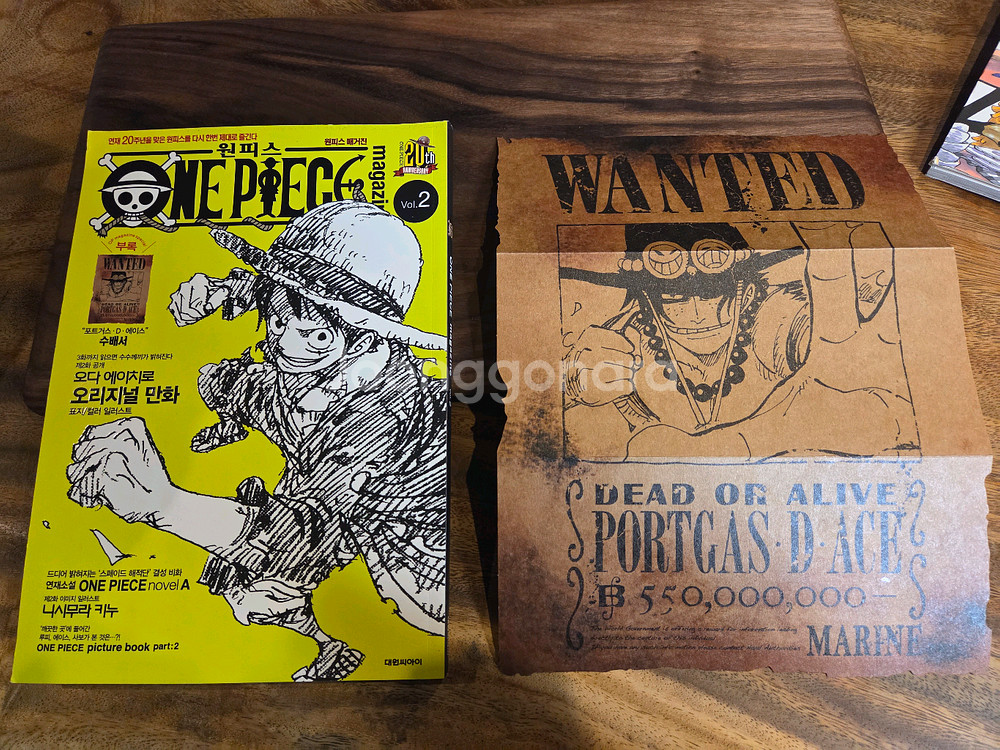 연재 20주년을 맞은 원피스를 다시 한번 제대로 즐긴다
원피스 매거진
원피스
ONE PIECE
magazine
ONE PIECE
20th
ANNIVERSARY
Vol.2
부록
WANTED
DEAD OR ALIVE
PORTGAS·D·ACE
"포트거스·D·에이스"
수배서
3화까지 읽으면 수수께끼가 밝혀진다
제2화 공개
오다 에이치로
오리지널 만화
표지/컬러 일러스트
드디어 밝혀지는 '스페이드 해적단' 결성 비화
연재소설 ONE PIECE novel A
제2화 이미지 일러스트
니시무라 키누
'깨끗한 곳'에 들어간
루피, 에이스, 사보가 본 것은…?!
ONE PIECE picture book part:2
대원씨아이
WANTED
DEAD OR ALIVE
PORTGAS·D·ACE
550,000,000—
MARINE
joonggonara